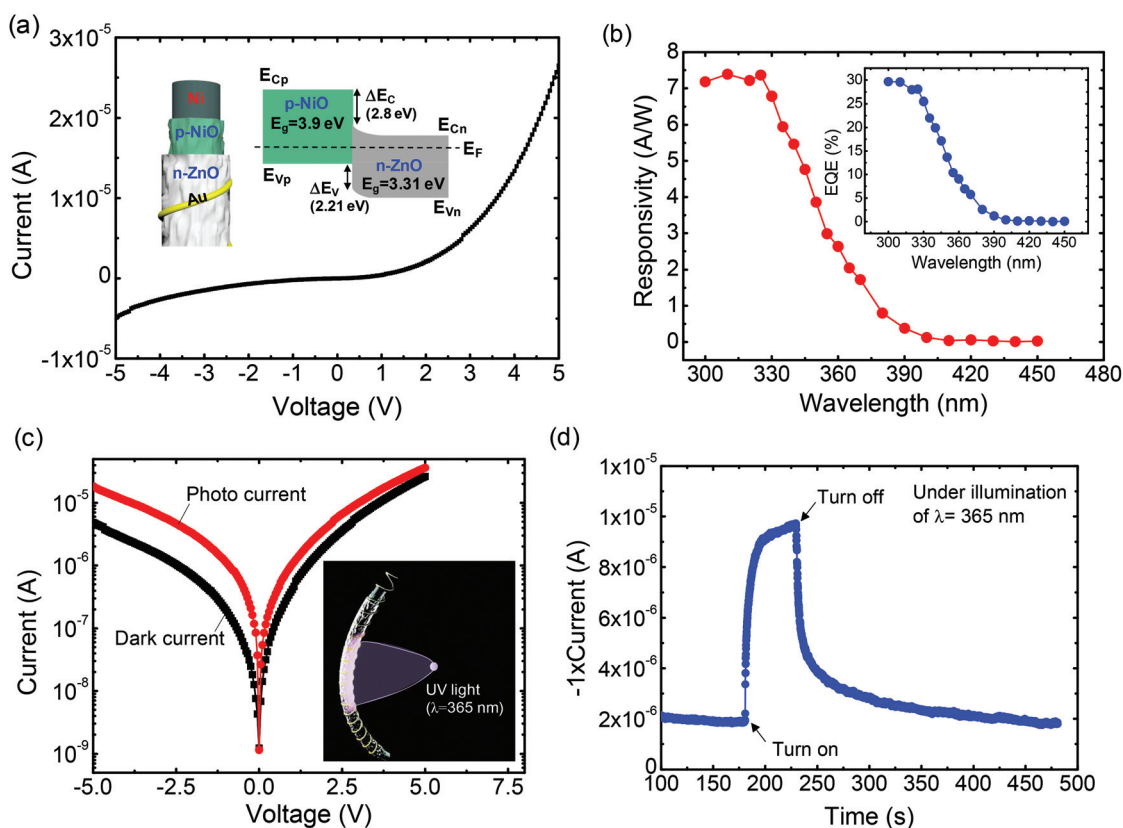 (a)
3x10⁻⁵
2x10⁻⁵
1x10⁻⁵
0
-1x10⁻⁵
Current (A)
-5 -4 -3 -2 -1 0 1 2 3 4 5
Voltage (V)
Ni
p-NiO
n-ZnO
Au
E_Cp
p-NiO
E_g=3.9 eV
E_Vp
ΔE_C
(2.8 eV)
E_Cn
E_F
n-ZnO
E_g=3.31 eV
ΔE_V
(2.21 eV)
E_Vn
(b)
8
7
6
5
4
3
2
1
0
Responsivity (A/W)
300 330 360 390 420 450 480
Wavelength (nm)
30
25
20
15
10
5
0
EQE (%)
300 330 360 390 420 450
Wavelength (nm)
(c)
10⁻⁵
10⁻⁶
10⁻⁷
10⁻⁸
10⁻⁹
Current (A)
Photo current
Dark current
UV light
(λ=365 nm)
-5.0 -2.5 0.0 2.5 5.0 7.5
Voltage (V)
(d)
1x10⁻⁵
1x10⁻⁵
8x10⁻⁶
6x10⁻⁶
4x10⁻⁶
2x10⁻⁶
0
-1xCurrent (A)
Turn off
Under illumination
of λ= 365 nm
Turn on
100 150 200 250 300 350 400 450 500
Time (s)